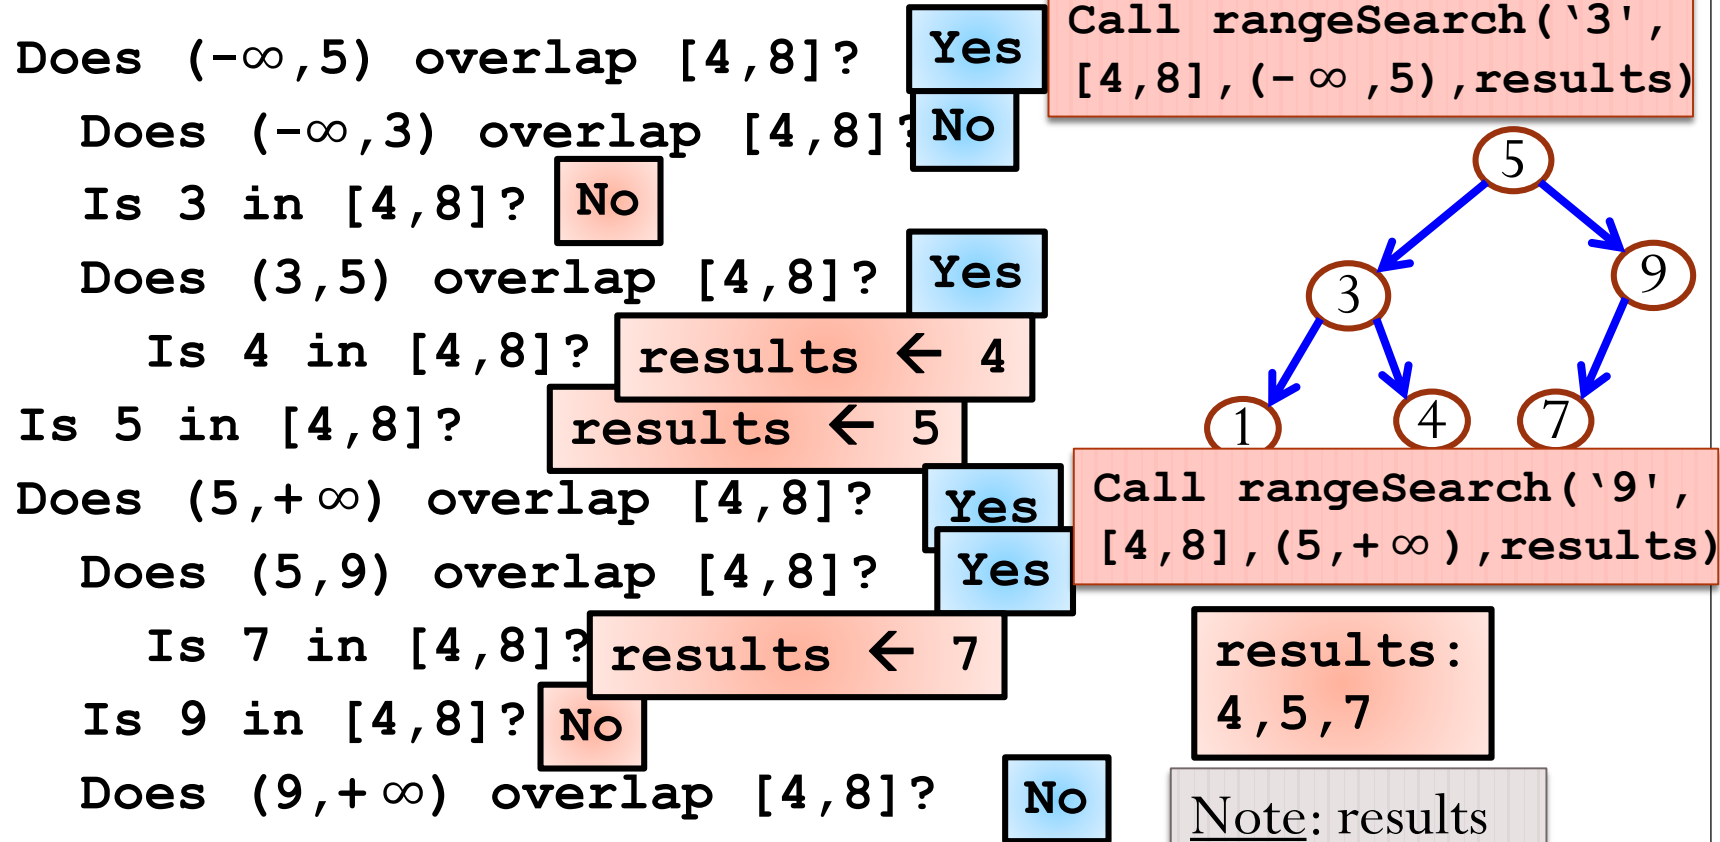 Does (-∞,5) overlap [4,8]? Yes
Does (-∞,3) overlap [4,8]? No
Is 3 in [4,8]? No
Does (3,5) overlap [4,8]? Yes
Is 4 in [4,8]? results ← 4
Is 5 in [4,8]? results ← 5
Does (5,+∞) overlap [4,8]? Yes
Does (5,9) overlap [4,8]? Yes
Is 7 in [4,8]? results ← 7
Is 9 in [4,8]? No
Does (9,+∞) overlap [4,8]? No
Call rangeSearch(‘3',
[4,8],(-∞,5),results)
5
3 9
1 4 7
Call rangeSearch(‘9',
[4,8],(5,+∞),results)
results:
4,5,7
Note: results